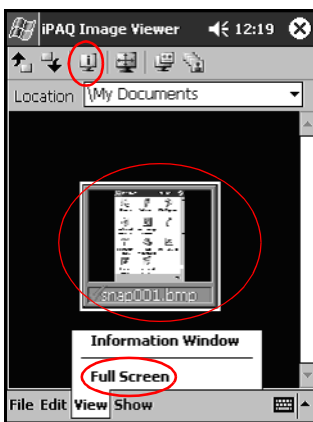 iPAQ Image Viewer 12:19
Location \My Documents
/snap001.bmp
Information Window
Full Screen
File Edit View Show